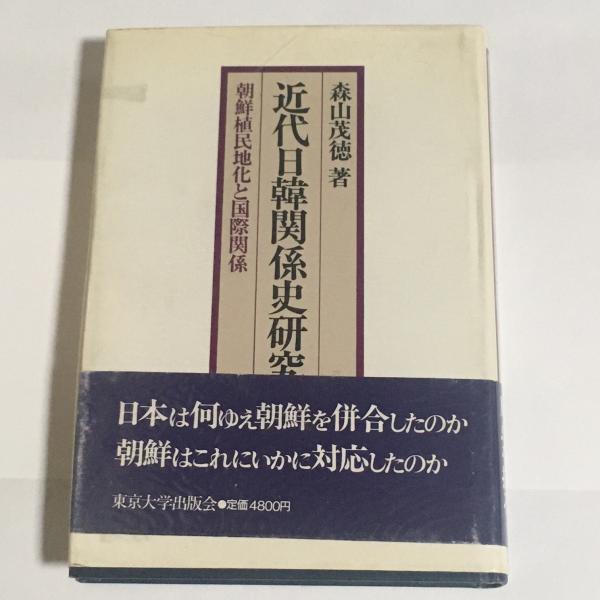 森山茂徳 著
近代日韓関係史研究
朝鮮植民地化と国際関係
日本は何ゆえ朝鮮を併合したのか
朝鮮はこれにいかに対応したのか
東京大学出版会●定価4800円